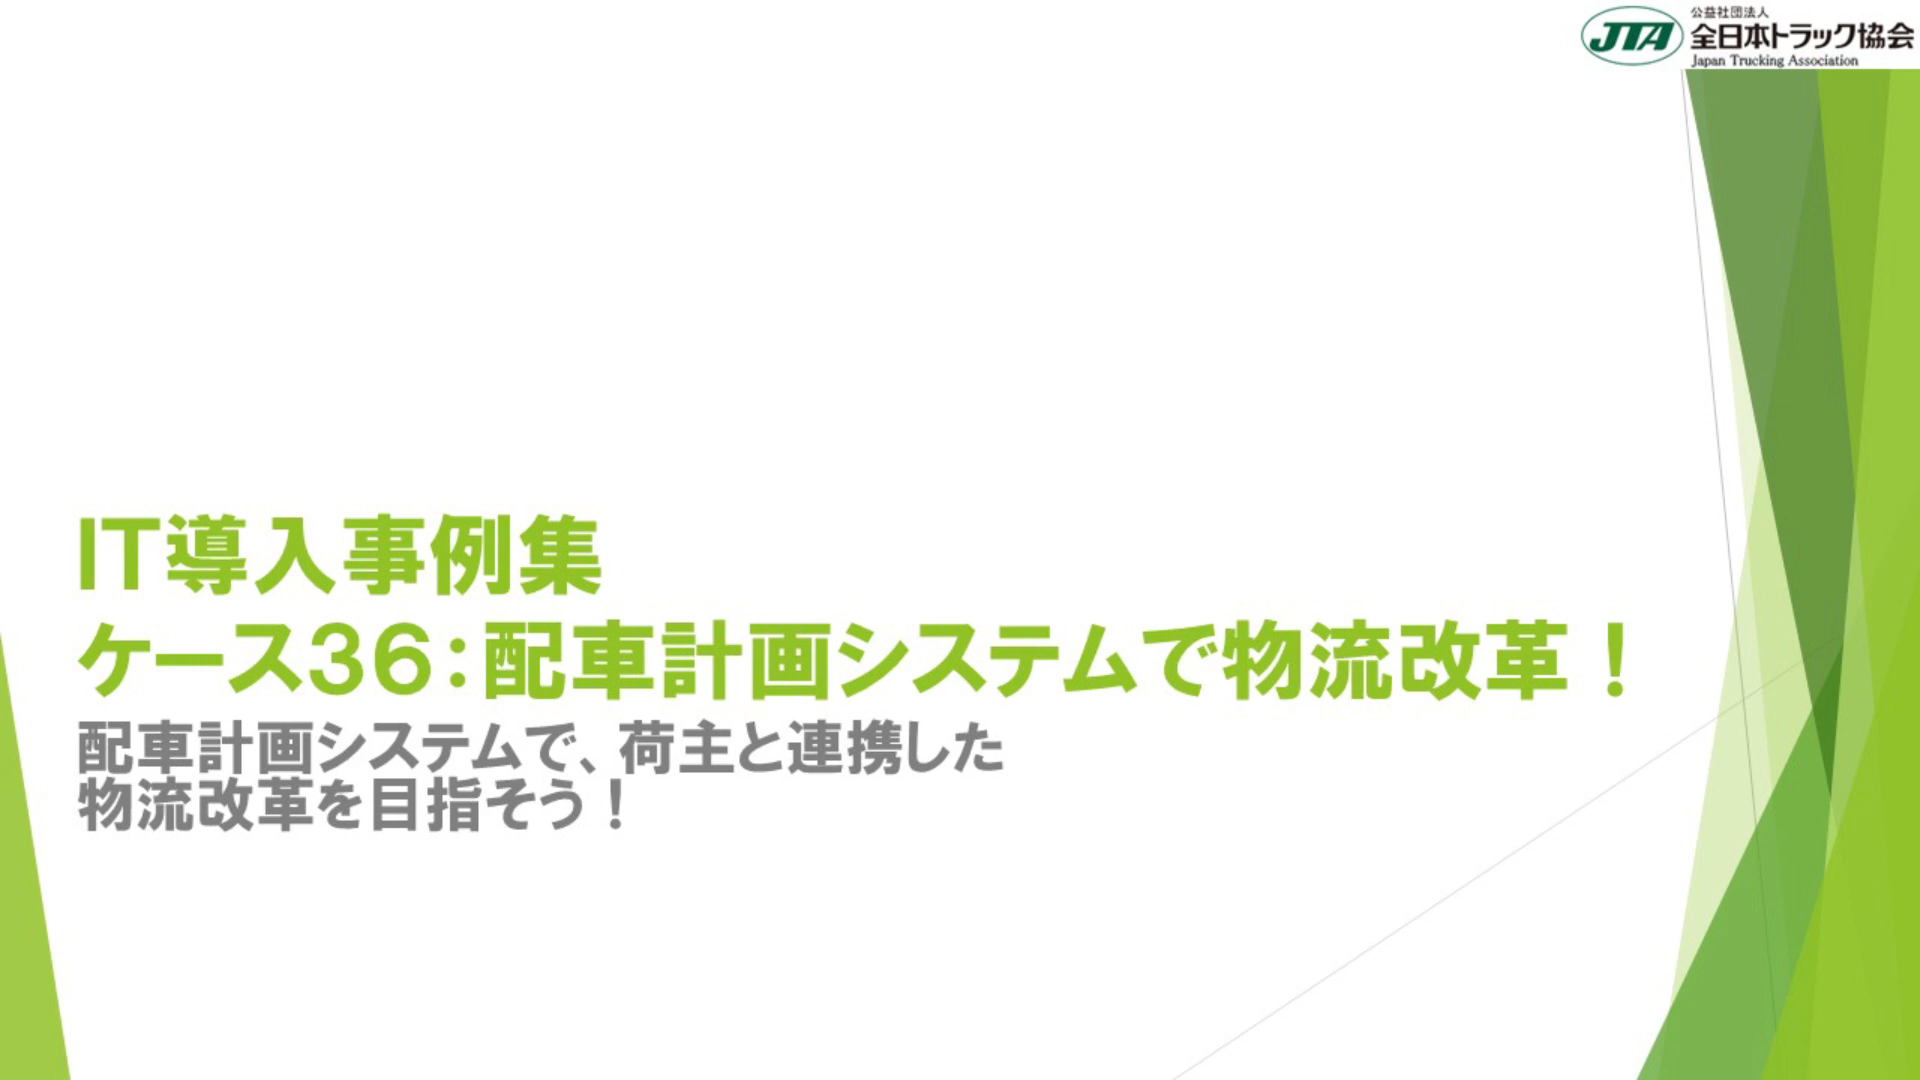 JTA
公益社団法人
全日本トラック協会
Japan Trucking Association
IT導入事例集
ケース36：配車計画システムで物流改革！
配車計画システムで、荷主と連携した
物流改革を目指そう！